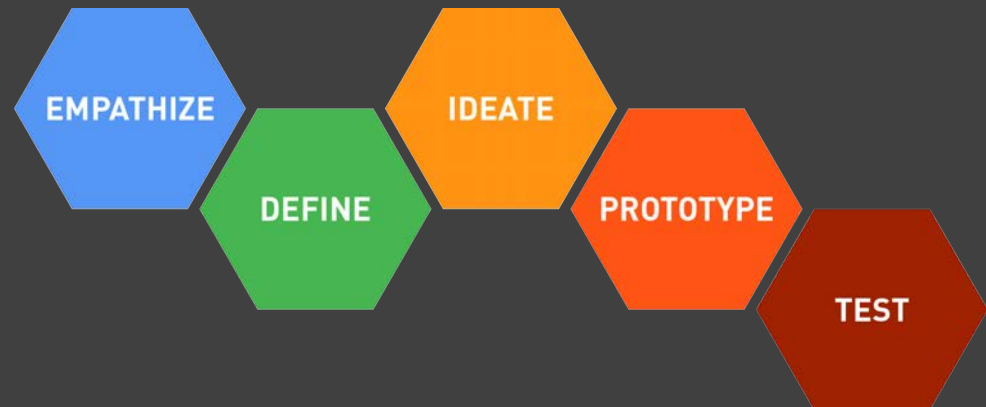 EMPATHIZE
DEFINE
IDEATE
PROTOTYPE
TEST